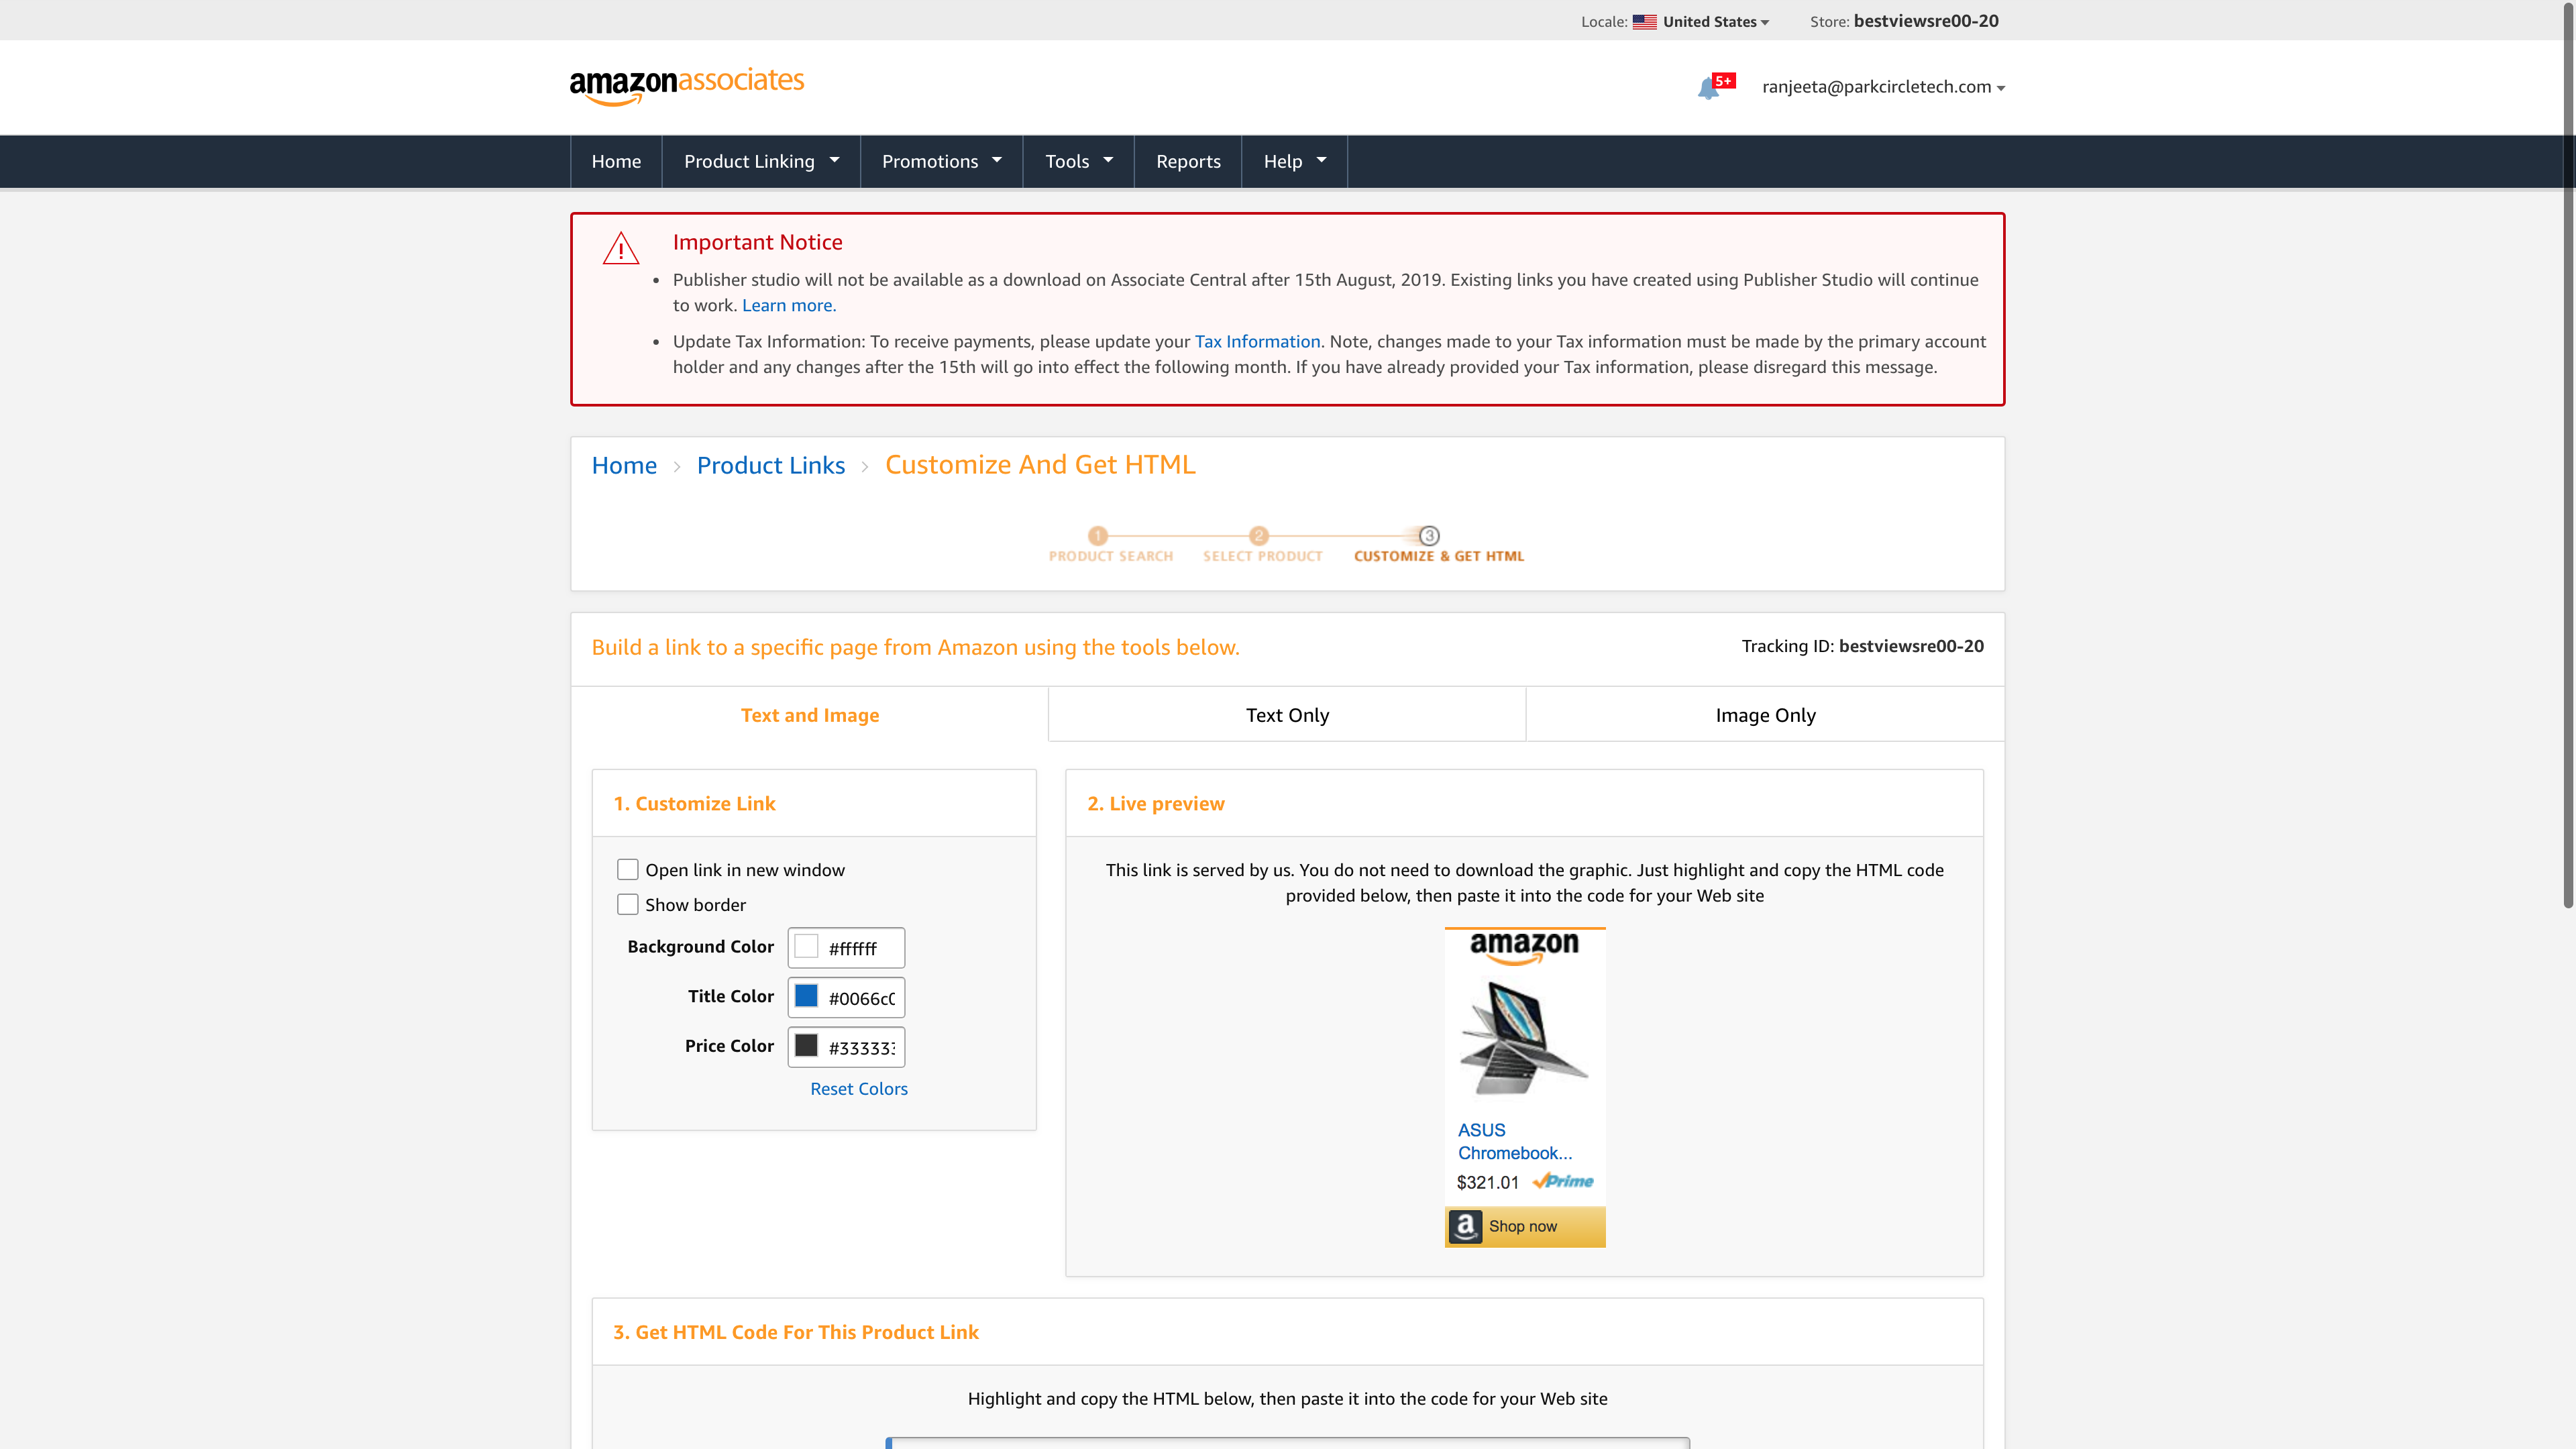 Locale: United States Store: bestviewsre00-20
amazonassociates
5+
ranjeeta@parkcircletech.com
Home Product Linking Promotions Tools Reports Help
Important Notice
Publisher studio will not be available as a download on Associate Central after 15th August, 2019. Existing links you have created using Publisher Studio will continue
to work. Learn more.
Update Tax Information: To receive payments, please update your Tax Information. Note, changes made to your Tax information must be made by the primary account
holder and any changes after the 15th will go into effect the following month. If you have already provided your Tax information, please disregard this message.
Home > Product Links > Customize And Get HTML
1 2 3
PRODUCT SEARCH SELECT PRODUCT CUSTOMIZE & GET HTML
Build a link to a specific page from Amazon using the tools below.
Tracking ID: bestviewsre00-20
Text and Image Text Only Image Only
1. Customize Link
Open link in new window
Show border
Background Color #ffffff
Title Color #0066c0
Price Color #333333
Reset Colors
2. Live preview
This link is served by us. You do not need to download the graphic. Just highlight and copy the HTML code
provided below, then paste it into the code for your Web site
amazon
ASUS
Chromebook...
$321.01 Prime
a Shop now
3. Get HTML Code For This Product Link
Highlight and copy the HTML below, then paste it into the code for your Web site